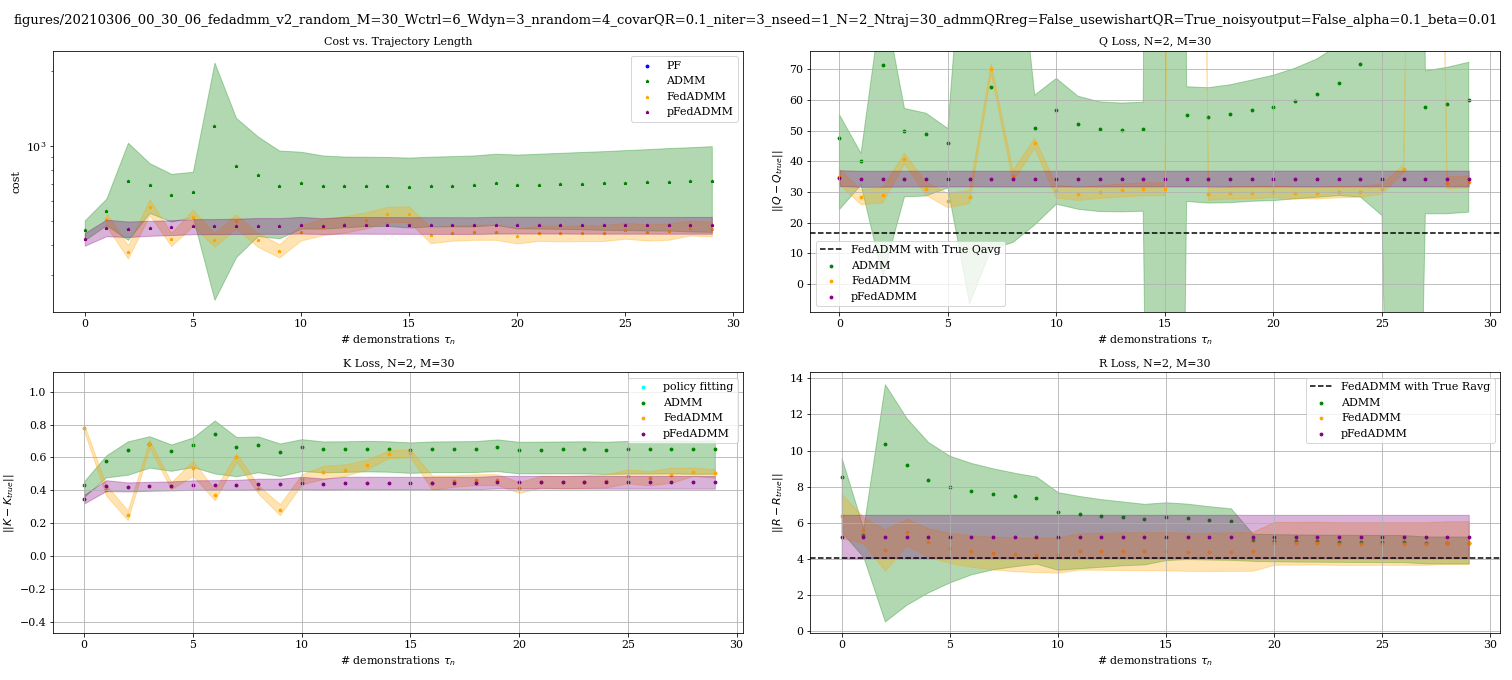 figures/20210306_00_30_06_fedadmm_v2_random_M=30_Wctrl=6_Wdyn=3_nrandom=4_covarQR=0.1_niter=3_nseed=1_N=2_Ntraj=30_admmQRreg=False_usewishartQR=True_noisyoutput=False_alpha=0.1_beta=0.01
Cost vs. Trajectory Length
cost
10³
PF
ADMM
FedADMM
pFedADMM
0 5 10 15 20 25 30
# demonstrations τₙ
Q Loss, N=2, M=30
||Q − Q_true||
70
60
50
40
30
20
10
0
FedADMM with True Qavg
ADMM
FedADMM
pFedADMM
0 5 10 15 20 25 30
# demonstrations τₙ
K Loss, N=2, M=30
||K − K_true||
1.0
0.8
0.6
0.4
0.2
0.0
−0.2
−0.4
policy fitting
ADMM
FedADMM
pFedADMM
0 5 10 15 20 25 30
# demonstrations τₙ
R Loss, N=2, M=30
||R − R_true||
14
12
10
8
6
4
2
0
FedADMM with True Ravg
ADMM
FedADMM
pFedADMM
0 5 10 15 20 25 30
# demonstrations τₙ